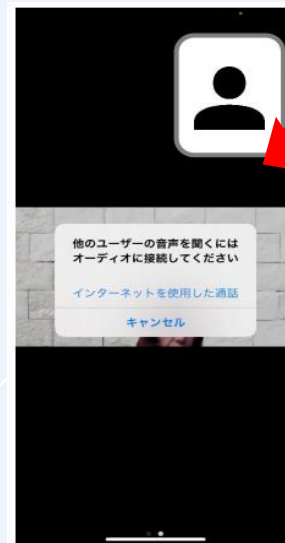 他のユーザーの音声を聞くには
オーディオに接続してください
インターネットを使用した通話
キャンセル